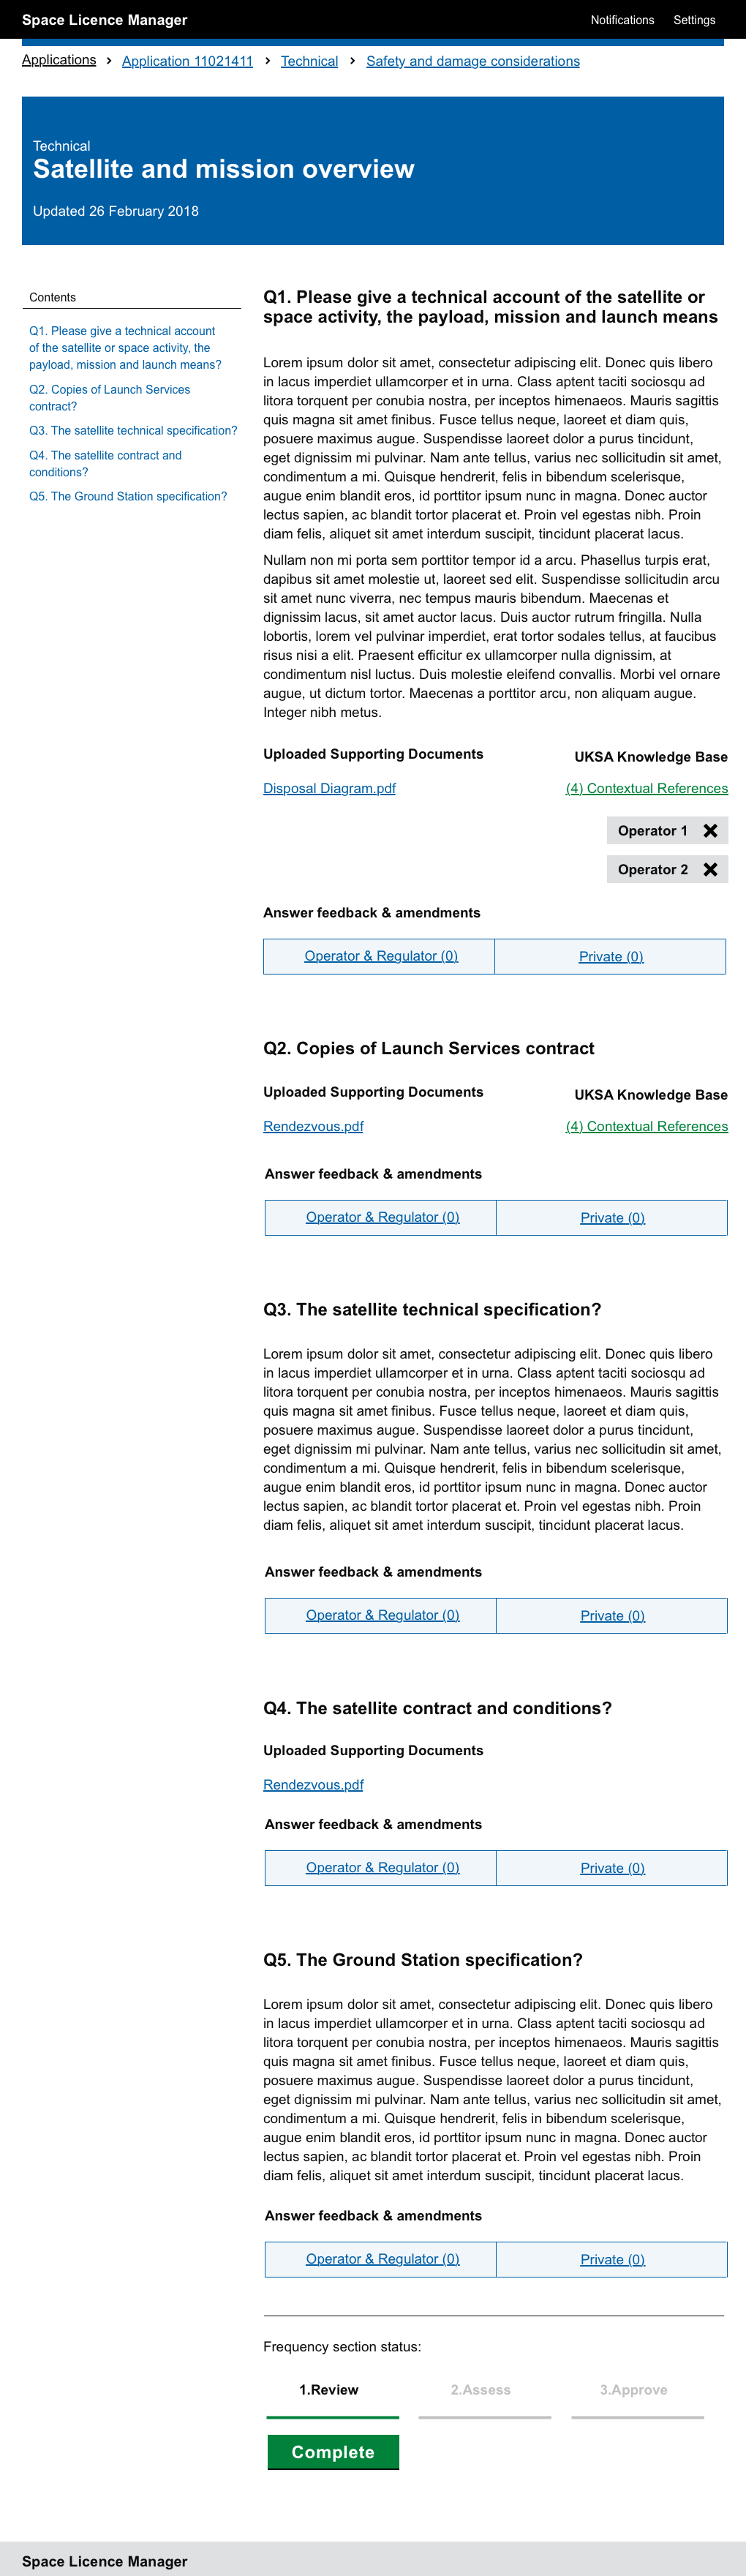 Space Licence Manager
Notifications Settings
Applications > Application 11021411 > Technical > Safety and damage considerations
Technical
Satellite and mission overview
Updated 26 February 2018
Contents
Q1. Please give a technical account
of the satellite or space activity, the
payload, mission and launch means?
Q2. Copies of Launch Services
contract?
Q3. The satellite technical specification?
Q4. The satellite contract and
conditions?
Q5. The Ground Station specification?
Q1. Please give a technical account of the satellite or
space activity, the payload, mission and launch means
Lorem ipsum dolor sit amet, consectetur adipiscing elit. Donec quis libero
in lacus imperdiet ullamcorper et in urna. Class aptent taciti sociosqu ad
litora torquent per conubia nostra, per inceptos himenaeos. Mauris sagittis
quis magna sit amet finibus. Fusce tellus neque, laoreet et diam quis,
posuere maximus augue. Suspendisse laoreet dolor a purus tincidunt,
eget dignissim mi pulvinar. Nam ante tellus, varius nec sollicitudin sit amet,
condimentum a mi. Quisque hendrerit, felis in bibendum scelerisque,
augue enim blandit eros, id porttitor ipsum nunc in magna. Donec auctor
lectus sapien, ac blandit tortor placerat et. Proin vel egestas nibh. Proin
diam felis, aliquet sit amet interdum suscipit, tincidunt placerat lacus.
Nullam non mi porta sem porttitor tempor id a arcu. Phasellus turpis erat,
dapibus sit amet molestie ut, laoreet sed elit. Suspendisse sollicitudin arcu
sit amet nunc viverra, nec tempus mauris bibendum. Maecenas et
dignissim lacus, sit amet auctor lacus. Duis auctor rutrum fringilla. Nulla
lobortis, lorem vel pulvinar imperdiet, erat tortor sodales tellus, at faucibus
risus nisi a elit. Praesent efficitur ex ullamcorper nulla dignissim, at
condimentum nisl luctus. Duis molestie eleifend convallis. Morbi vel ornare
augue, ut dictum tortor. Maecenas a porttitor arcu, non aliquam augue.
Integer nibh metus.
Uploaded Supporting Documents
UKSA Knowledge Base
Disposal Diagram.pdf
(4) Contextual References
Operator 1
Operator 2
Answer feedback & amendments
Operator & Regulator (0)
Private (0)
Q2. Copies of Launch Services contract
Uploaded Supporting Documents
UKSA Knowledge Base
Rendezvous.pdf
(4) Contextual References
Answer feedback & amendments
Operator & Regulator (0)
Private (0)
Q3. The satellite technical specification?
Lorem ipsum dolor sit amet, consectetur adipiscing elit. Donec quis libero
in lacus imperdiet ullamcorper et in urna. Class aptent taciti sociosqu ad
litora torquent per conubia nostra, per inceptos himenaeos. Mauris sagittis
quis magna sit amet finibus. Fusce tellus neque, laoreet et diam quis,
posuere maximus augue. Suspendisse laoreet dolor a purus tincidunt,
eget dignissim mi pulvinar. Nam ante tellus, varius nec sollicitudin sit amet,
condimentum a mi. Quisque hendrerit, felis in bibendum scelerisque,
augue enim blandit eros, id porttitor ipsum nunc in magna. Donec auctor
lectus sapien, ac blandit tortor placerat et. Proin vel egestas nibh. Proin
diam felis, aliquet sit amet interdum suscipit, tincidunt placerat lacus.
Answer feedback & amendments
Operator & Regulator (0)
Private (0)
Q4. The satellite contract and conditions?
Uploaded Supporting Documents
Rendezvous.pdf
Answer feedback & amendments
Operator & Regulator (0)
Private (0)
Q5. The Ground Station specification?
Lorem ipsum dolor sit amet, consectetur adipiscing elit. Donec quis libero
in lacus imperdiet ullamcorper et in urna. Class aptent taciti sociosqu ad
litora torquent per conubia nostra, per inceptos himenaeos. Mauris sagittis
quis magna sit amet finibus. Fusce tellus neque, laoreet et diam quis,
posuere maximus augue. Suspendisse laoreet dolor a purus tincidunt,
eget dignissim mi pulvinar. Nam ante tellus, varius nec sollicitudin sit amet,
condimentum a mi. Quisque hendrerit, felis in bibendum scelerisque,
augue enim blandit eros, id porttitor ipsum nunc in magna. Donec auctor
lectus sapien, ac blandit tortor placerat et. Proin vel egestas nibh. Proin
diam felis, aliquet sit amet interdum suscipit, tincidunt placerat lacus.
Answer feedback & amendments
Operator & Regulator (0)
Private (0)
Frequency section status:
1.Review
2.Assess
3.Approve
Complete
Space Licence Manager